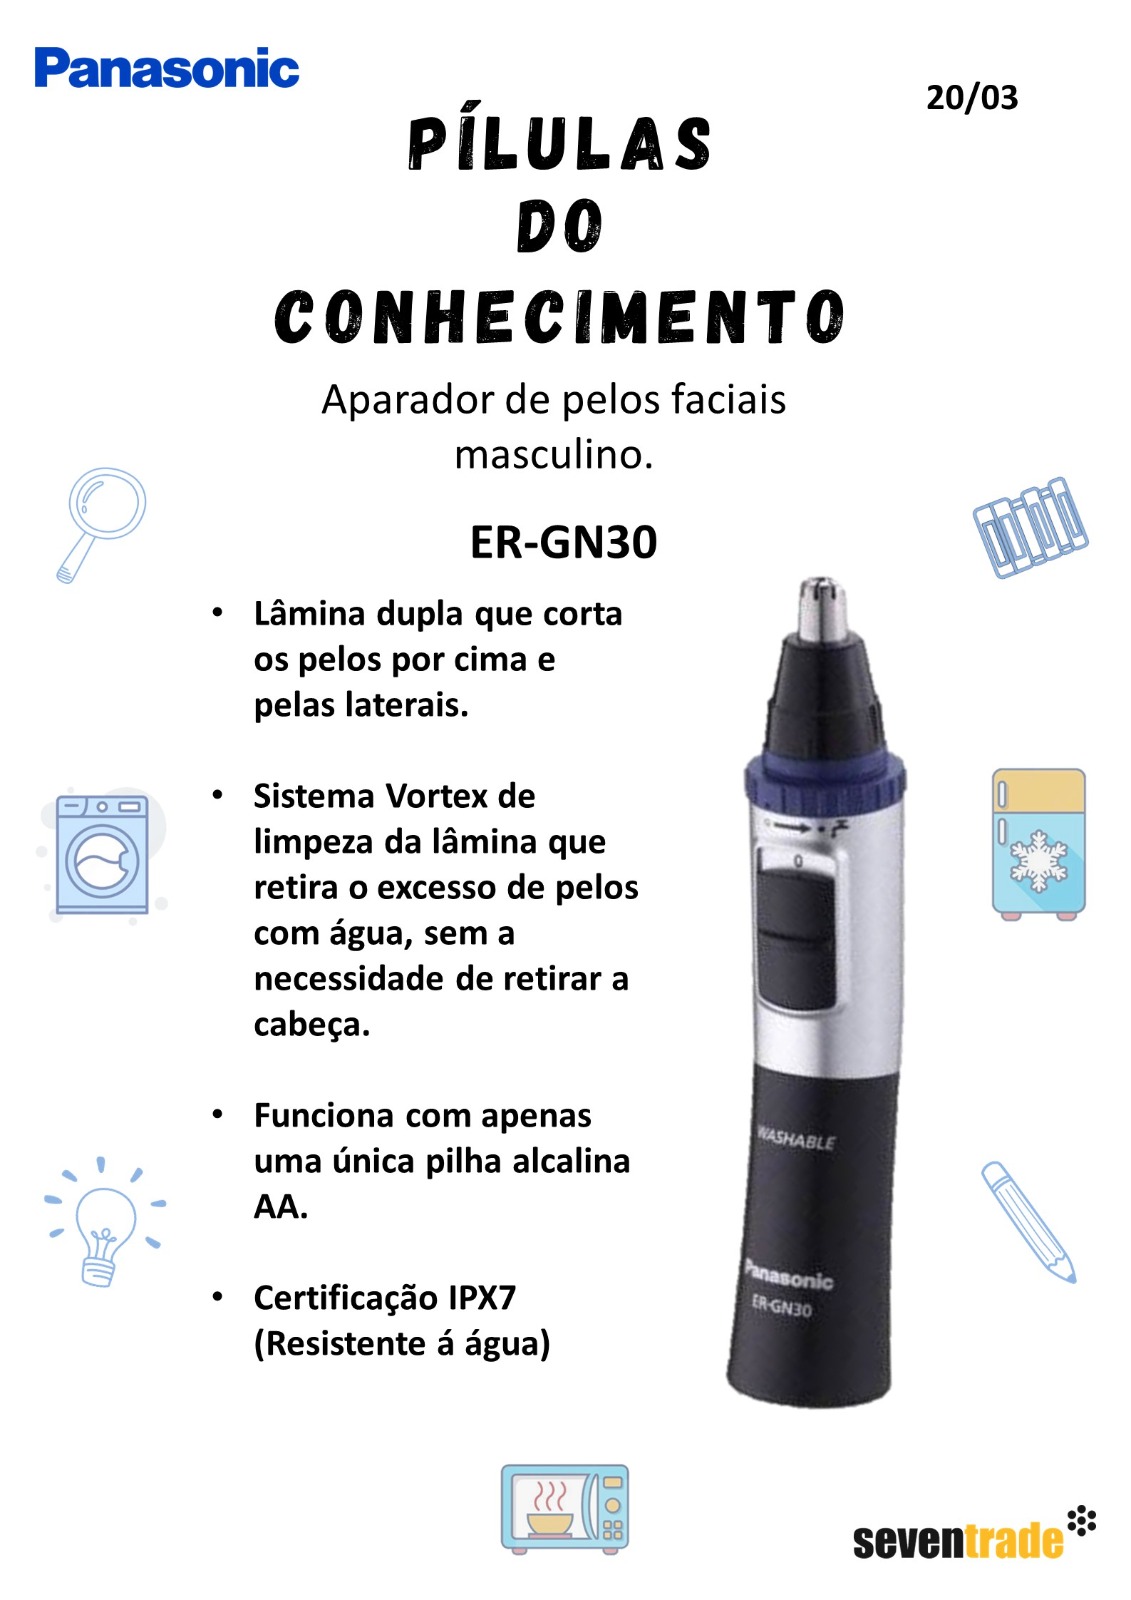 Panasonic
20/03
PÍLULAS
DO
CONHECIMENTO
Aparador de pelos faciais
masculino.
ER-GN30
• Lâmina dupla que corta
os pelos por cima e
pelas laterais.
• Sistema Vortex de
limpeza da lâmina que
retira o excesso de pelos
com água, sem a
necessidade de retirar a
cabeça.
• Funciona com apenas
uma única pilha alcalina
AA.
• Certificação IPX7
(Resistente á água)
0
WASHABLE
Panasonic
ER-GN30
seventrade